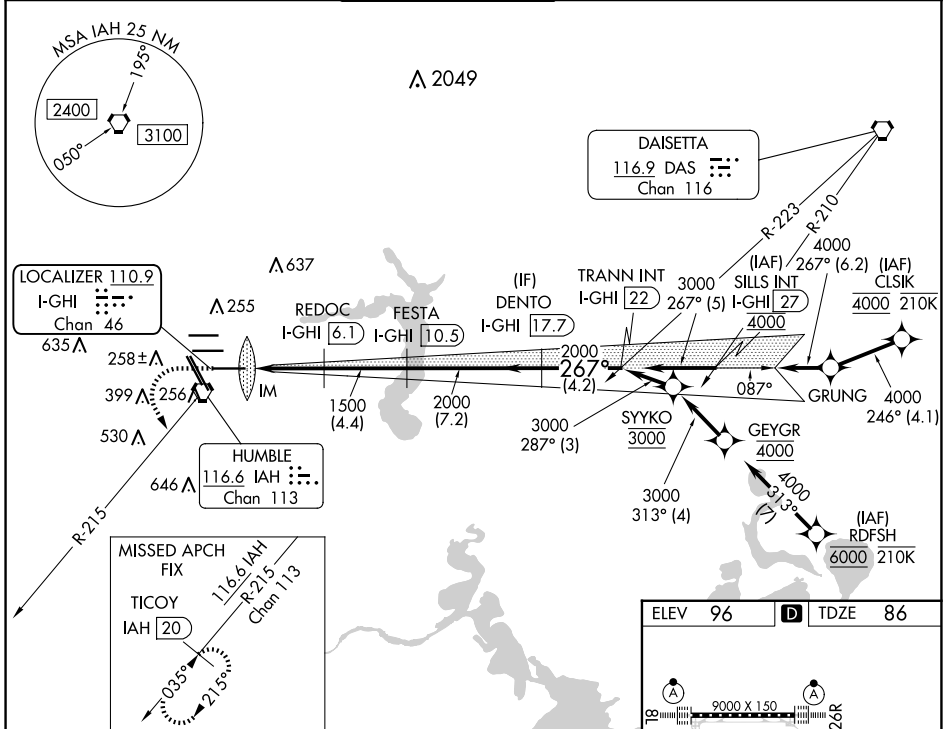 MSA IAH 25 NM
195°
2400
3100
050°
2049
DAISETTA
116.9 DAS
Chan 116
R-223
R-210
LOCALIZER 110.9
I-GHI
Chan 46
637
255
635
258±
399
256
530
646
IM
REDOC
I-GHI 6.1
FESTA
I-GHI 10.5
(IF)
DENTO
I-GHI 17.7
TRANN INT
I-GHI 22
3000
267° (5)
(IAF)
SILLS INT
I-GHI 27
4000
4000
267° (6.2)
(IAF)
CLSIK
4000 210K
1500
(4.4)
2000
(7.2)
2000
267°
(4.2)
087°
GRUNG
4000
246° (4.1)
3000
287° (3)
SYYKO
3000
GEYGR
4000
3000
313° (4)
4000
313°
(7)
(IAF)
RDFSH
6000 210K
HUMBLE
116.6 IAH
Chan 113
R-215
MISSED APCH
FIX
TICOY
IAH 20
116.6 IAH
R-215
Chan 113
035°
215°
ELEV 96
D
TDZE 86
A
A
9000 X 150
8L
26R